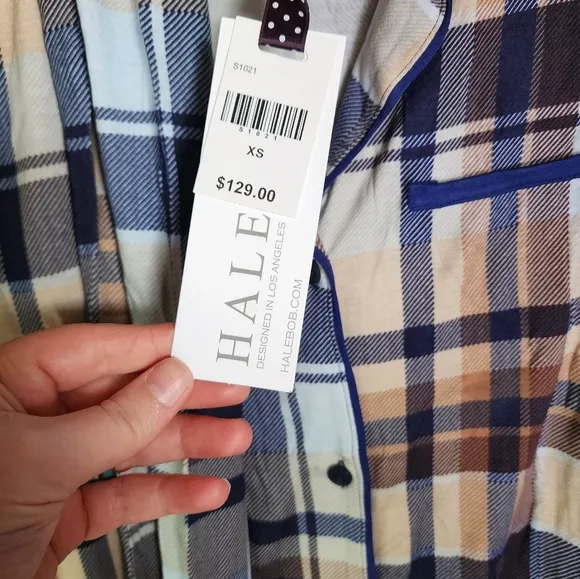 S1021
S1021
XS
$129.00
HALE
DESIGNED IN LOS ANGELES
HALEBOB.COM